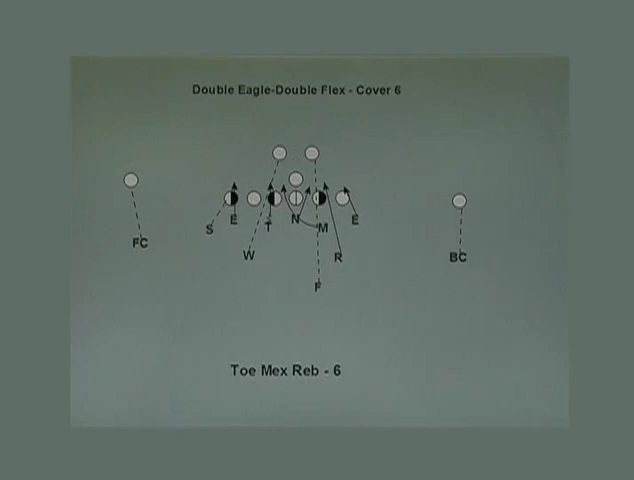 Double Eagle-Double Flex - Cover 6
S E T N M E
FC W R BC
F
Toe Mex Reb - 6